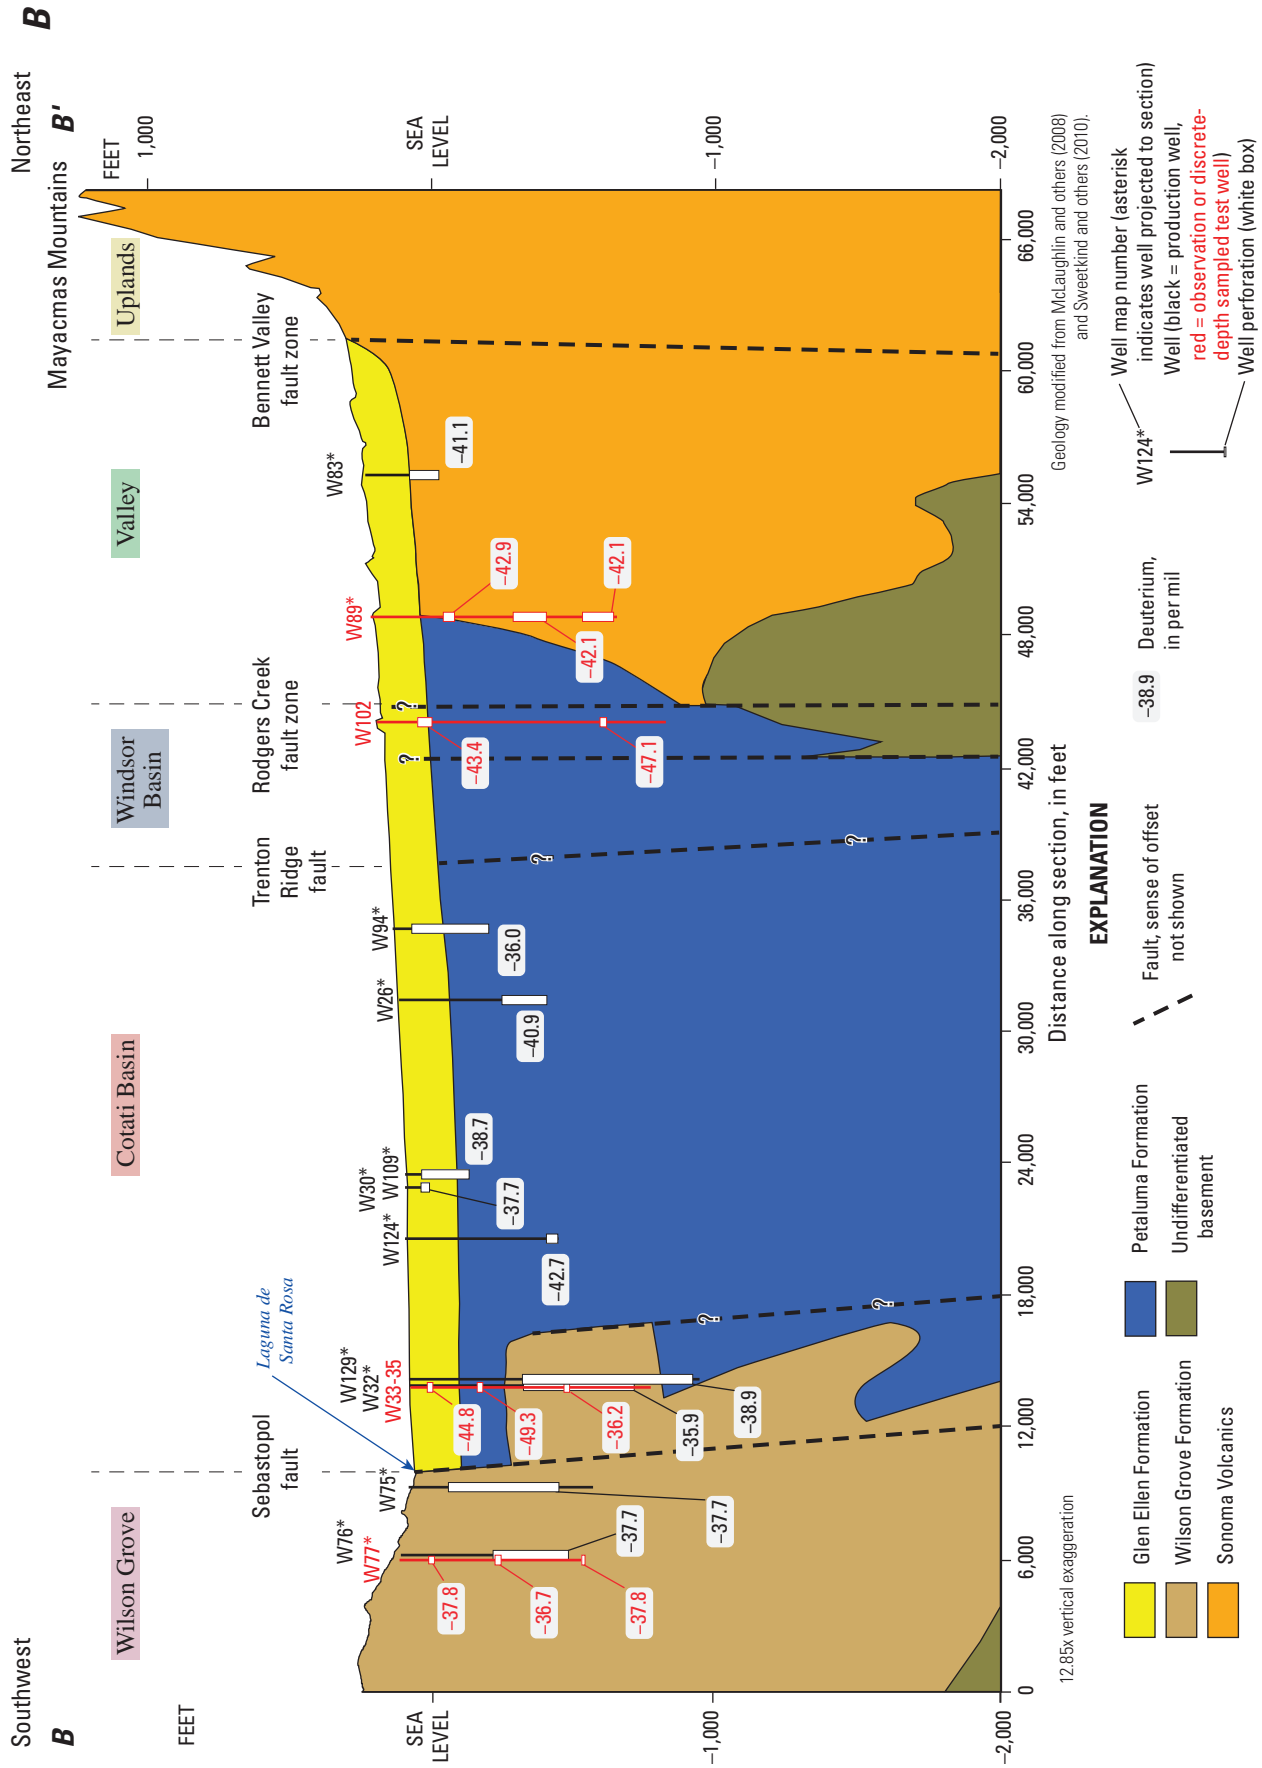 B
Southwest
Northeast
B
B'
Mayacmas Mountains
Wilson Grove
Cotati Basin
Windsor
Basin
Valley
Uplands
FEET
FEET
1,000
SEA
LEVEL
–1,000
–2,000
SEA
LEVEL
–1,000
–2,000
Sebastopol
fault
Laguna de
Santa Rosa
Trenton
Ridge
fault
Rodgers Creek
fault zone
Bennett Valley
fault zone
W76*
W77*
W75*
W129*
W32*
W33-35
W124*
W30*
W109*
W26*
W94*
W102
W89*
W83*
–37.8
–36.7
–37.8
–37.7
–37.7
–44.8
–49.3
–36.2
–35.9
–38.9
–42.7
–37.7
–38.7
–40.9
–36.0
–43.4
–47.1
–42.9
–42.1
–42.1
–41.1
?
?
?
?
?
?
0
6,000
12,000
18,000
24,000
30,000
36,000
42,000
48,000
54,000
60,000
66,000
Distance along section, in feet
12.85x vertical exaggeration
Geology modified from McLaughlin and others (2008)
and Sweetkind and others (2010).
EXPLANATION
Glen Ellen Formation
Wilson Grove Formation
Sonoma Volcanics
Petaluma Formation
Undifferentiated
basement
Fault, sense of offset
not shown
–38.9
Deuterium,
in per mil
W124*
Well map number (asterisk
indicates well projected to section)
Well (black = production well,
red = observation or discrete-
depth sampled test well)
Well perforation (white box)